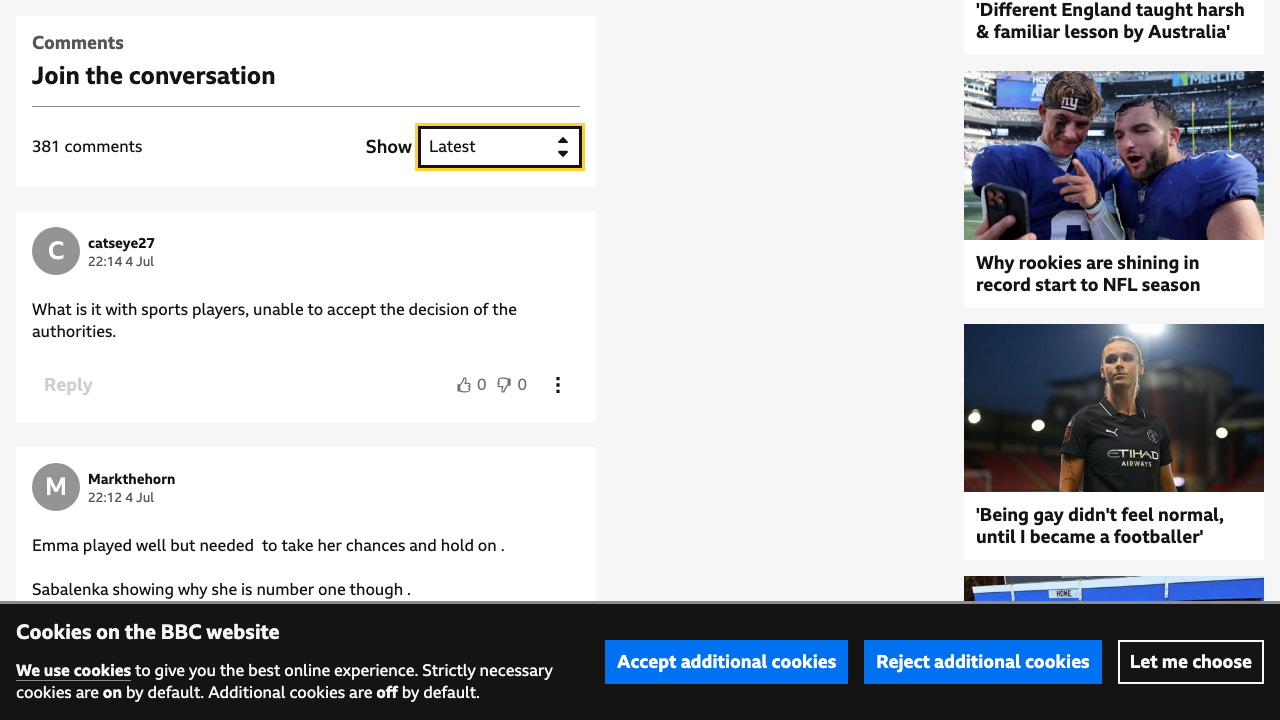 Comments
Join the conversation
381 comments
Show
Latest
C
catseye27
22:14 4 Jul
What is it with sports players, unable to accept the decision of the
authorities.
Reply
0
0
M
Markthehorn
22:12 4 Jul
Emma played well but needed  to take her chances and hold on .
Sabalenka showing why she is number one though .
'Different England taught harsh
& familiar lesson by Australia'
MetLife
ny
Why rookies are shining in
record start to NFL season
ETIHAD
AIRWAYS
'Being gay didn't feel normal,
until I became a footballer'
HOME
Cookies on the BBC website
We use cookies to give you the best online experience. Strictly necessary
cookies are on by default. Additional cookies are off by default.
Accept additional cookies
Reject additional cookies
Let me choose